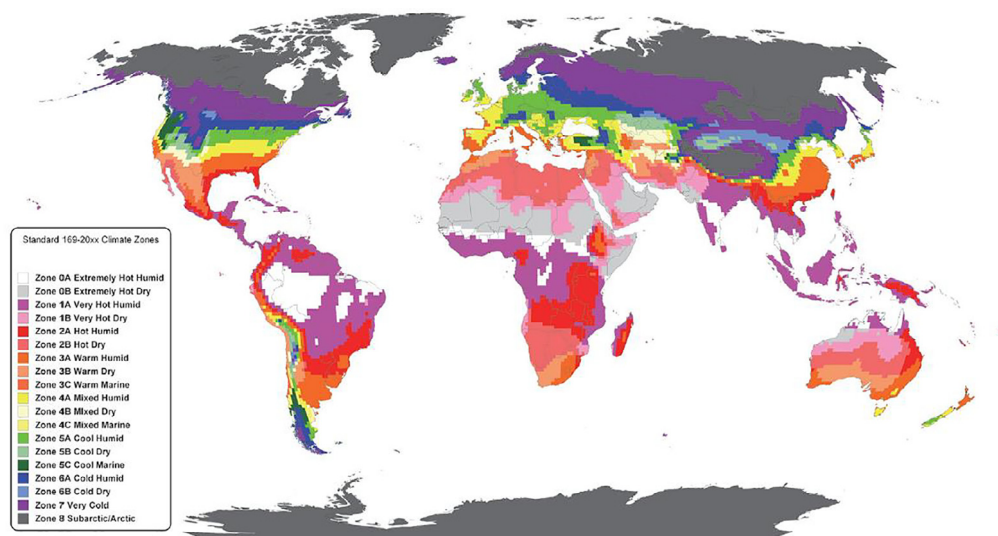 Standard 169-20xx Climate Zones
Zone 0A Extremely Hot Humid
Zone 0B Extremely Hot Dry
Zone 1A Very Hot Humid
Zone 1B Very Hot Dry
Zone 2A Hot Humid
Zone 2B Hot Dry
Zone 3A Warm Humid
Zone 3B Warm Dry
Zone 3C Warm Marine
Zone 4A Mixed Humid
Zone 4B Mixed Dry
Zone 4C Mixed Marine
Zone 5A Cool Humid
Zone 5B Cool Dry
Zone 5C Cool Marine
Zone 6A Cold Humid
Zone 6B Cold Dry
Zone 7 Very Cold
Zone 8 Subarctic/Arctic